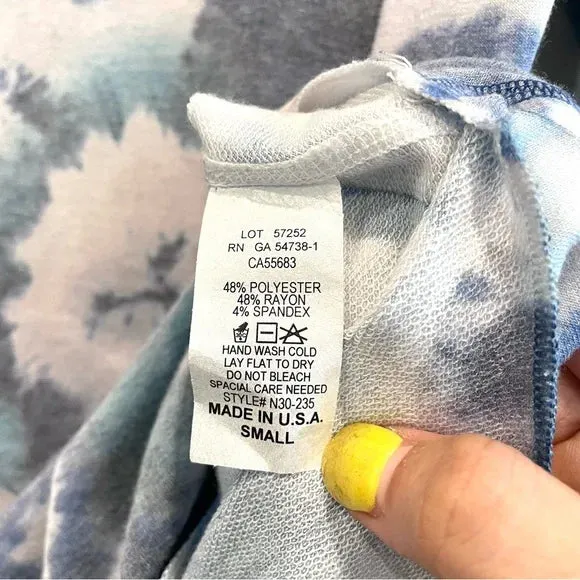 LOT 57252
RN GA 54738-1
CA55683
48% POLYESTER
48% RAYON
4% SPANDEX
HAND WASH COLD
LAY FLAT TO DRY
DO NOT BLEACH
SPACIAL CARE NEEDED
STYLE# N30-235
MADE IN U.S.A.
SMALL